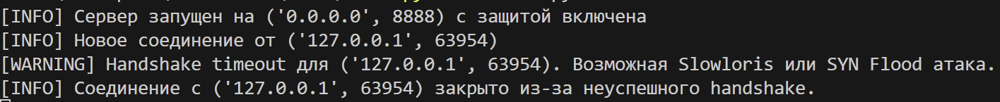 [INFO] Сервер запущен на ('0.0.0.0', 8888) с защитой включена
[INFO] Новое соединение от ('127.0.0.1', 63954)
[WARNING] Handshake timeout для ('127.0.0.1', 63954). Возможная Slowloris или SYN Flood атака.
[INFO] Соединение с ('127.0.0.1', 63954) закрыто из-за неуспешного handshake.